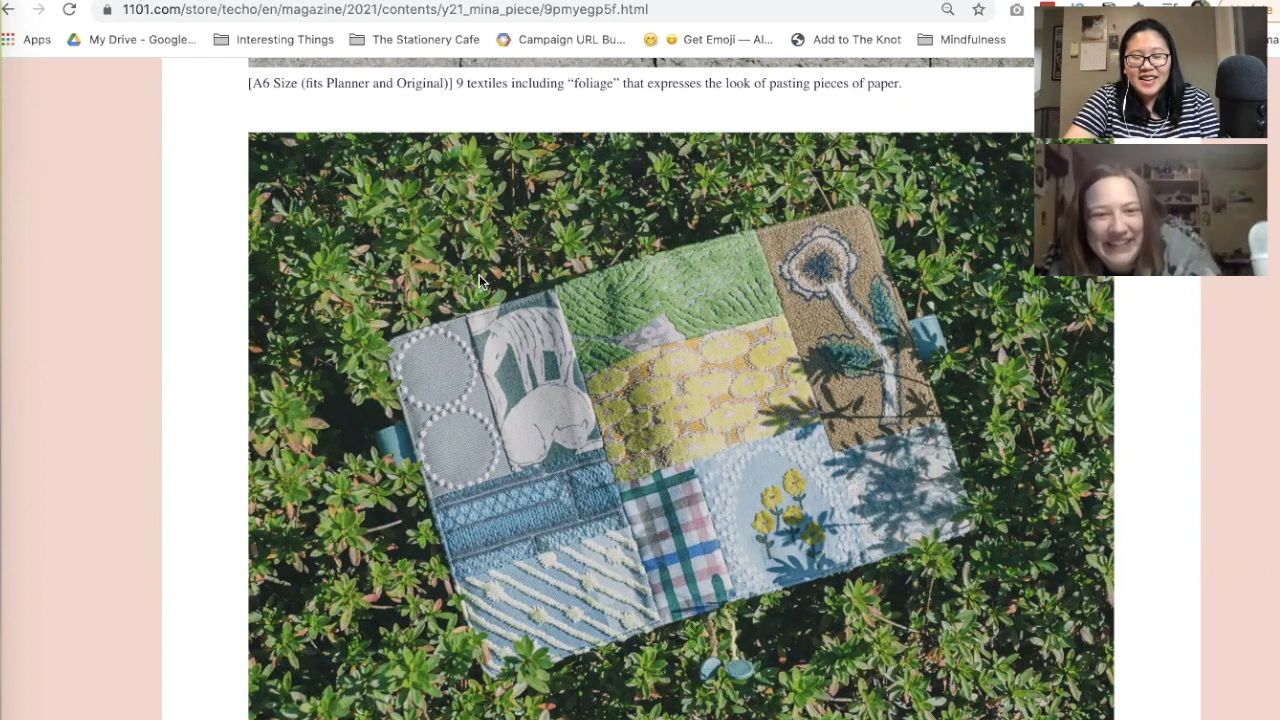 1101.com/store/techo/en/magazine/2021/contents/y21_mina_piece/9pmyegp5f.html
Apps My Drive - Google... Interesting Things The Stationery Cafe Campaign URL Bu... Get Emoji — Al... Add to The Knot Mindfulness
[A6 Size (fits Planner and Original)] 9 textiles including “foliage” that expresses the look of pasting pieces of paper.